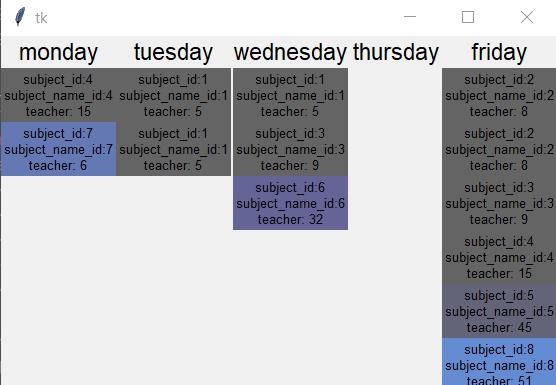 tk
monday tuesday wednesday thursday friday
subject_id:4
subject_name_id:4
teacher: 15
subject_id:7
subject_name_id:7
teacher: 6
subject_id:1
subject_name_id:1
teacher: 5
subject_id:1
subject_name_id:1
teacher: 5
subject_id:1
subject_name_id:1
teacher: 5
subject_id:3
subject_name_id:3
teacher: 9
subject_id:6
subject_name_id:6
teacher: 32
subject_id:2
subject_name_id:2
teacher: 8
subject_id:2
subject_name_id:2
teacher: 8
subject_id:3
subject_name_id:3
teacher: 9
subject_id:4
subject_name_id:4
teacher: 15
subject_id:5
subject_name_id:5
teacher: 45
subject_id:8
subject_name_id:8
teacher: 51